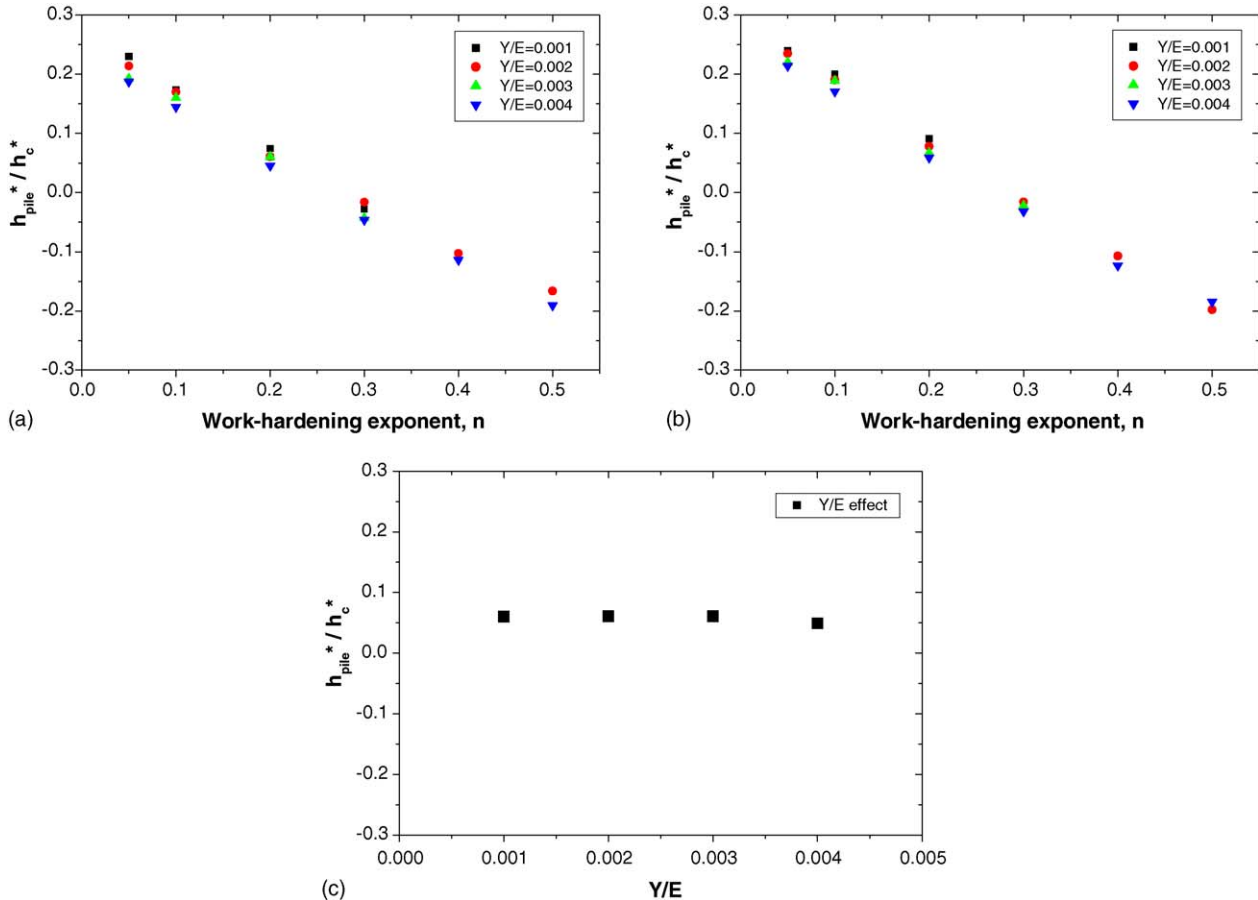 0.3
0.2
0.1
0.0
-0.1
-0.2
-0.3
0.0 0.1 0.2 0.3 0.4 0.5
h_pile* / h_c*
Work-hardening exponent, n
Y/E=0.001
Y/E=0.002
Y/E=0.003
Y/E=0.004
(a)
0.3
0.2
0.1
0.0
-0.1
-0.2
-0.3
0.0 0.1 0.2 0.3 0.4 0.5
h_pile* / h_c*
Work-hardening exponent, n
Y/E=0.001
Y/E=0.002
Y/E=0.003
Y/E=0.004
(b)
0.3
0.2
0.1
0.0
-0.1
-0.2
-0.3
0.000 0.001 0.002 0.003 0.004 0.005
h_pile* / h_c*
Y/E
Y/E effect
(c)